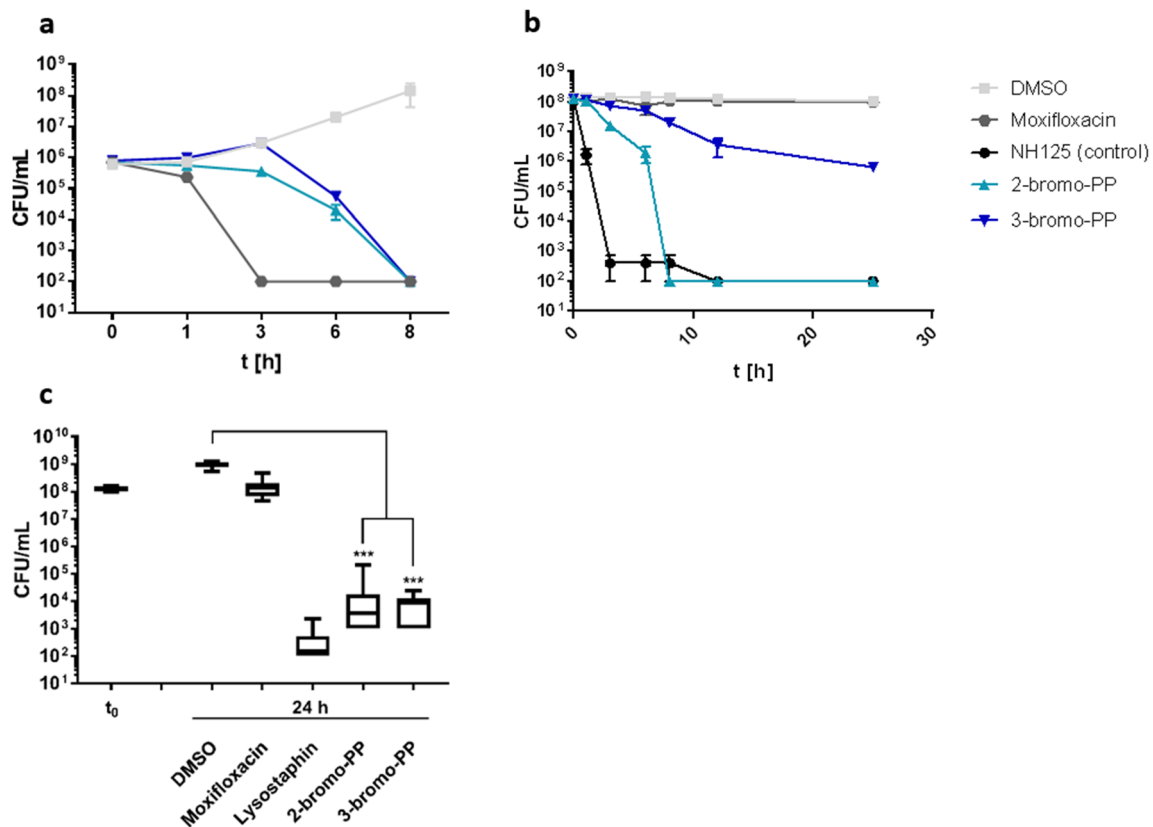 a
10⁹
10⁸
10⁷
10⁶
10⁵
10⁴
10³
10²
10¹
CFU/mL
0 1 3 6 8
t [h]
b
10⁹
10⁸
10⁷
10⁶
10⁵
10⁴
10³
10²
10¹
CFU/mL
0 10 20 30
t [h]
DMSO
Moxifloxacin
NH125 (control)
2-bromo-PP
3-bromo-PP
c
10¹⁰
10⁹
10⁸
10⁷
10⁶
10⁵
10⁴
10³
10²
10¹
CFU/mL
***
***
t₀ 24 h
DMSO
Moxifloxacin
Lysostaphin
2-bromo-PP
3-bromo-PP